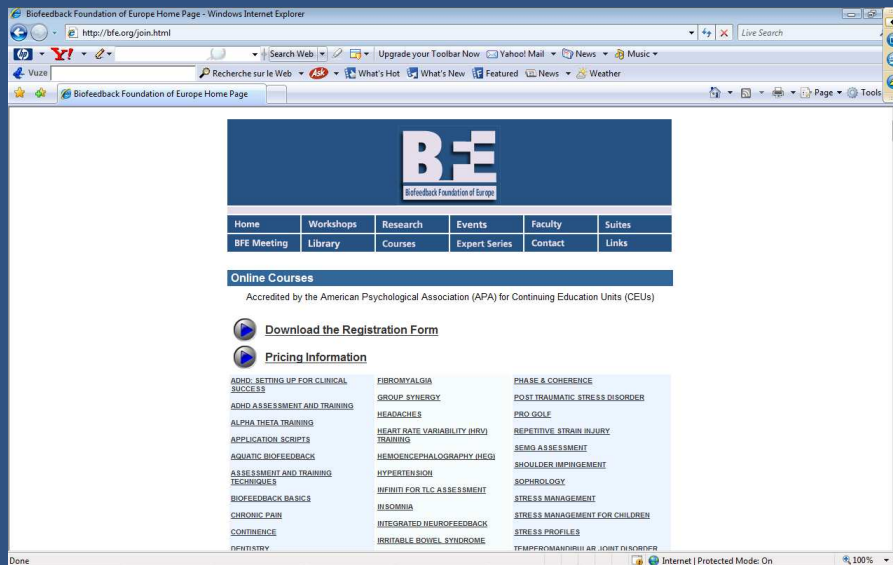 Biofeedback Foundation of Europe Home Page - Windows Internet Explorer
http://bfe.org/join.html
Live Search
hp Y! Search Web Upgrade your Toolbar Now Yahoo! Mail News Music
Vuze Recherche sur le Web Ask What's Hot What's New Featured News Weather
Biofeedback Foundation of Europe Home Page
Page Tools
BFE
Biofeedback Foundation of Europe
Home Workshops Research Events Faculty Suites
BFE Meeting Library Courses Expert Series Contact Links
Online Courses
Accredited by the American Psychological Association (APA) for Continuing Education Units (CEUs)
Download the Registration Form
Pricing Information
ADHD: SETTING UP FOR CLINICAL
SUCCESS
ADHD ASSESSMENT AND TRAINING
ALPHA THETA TRAINING
APPLICATION SCRIPTS
AQUATIC BIOFEEDBACK
ASSESSMENT AND TRAINING
TECHNIQUES
BIOFEEDBACK BASICS
CHRONIC PAIN
CONTINENCE
DENTISTRY
FIBROMYALGIA
GROUP SYNERGY
HEADACHES
HEART RATE VARIABILITY (HRV)
TRAINING
HEMOENCEPHALOGRAPHY (HEG)
HYPERTENSION
INFINITI FOR TLC ASSESSMENT
INSOMNIA
INTEGRATED NEUROFEEDBACK
IRRITABLE BOWEL SYNDROME
PHASE & COHERENCE
POST TRAUMATIC STRESS DISORDER
PRO GOLF
REPETITIVE STRAIN INJURY
SEMG ASSESSMENT
SHOULDER IMPINGEMENT
SOPHROLOGY
STRESS MANAGEMENT
STRESS MANAGEMENT FOR CHILDREN
STRESS PROFILES
TEMPEROMANDIBULAR JOINT DISORDER
Done
Internet | Protected Mode: On
100%